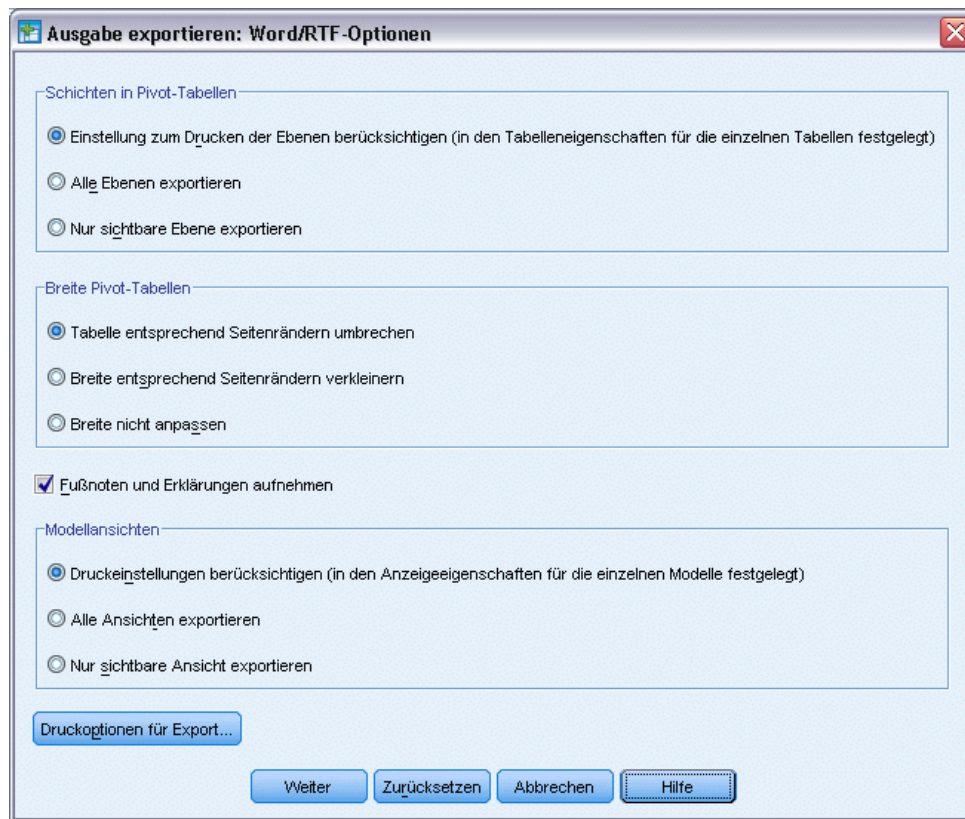 Ausgabe exportieren: Word/RTF-Optionen
Schichten in Pivot-Tabellen
Einstellung zum Drucken der Ebenen berücksichtigen (in den Tabelleneigenschaften für die einzelnen Tabellen festgelegt)
Alle Ebenen exportieren
Nur sichtbare Ebene exportieren
Breite Pivot-Tabellen
Tabelle entsprechend Seitenrändern umbrechen
Breite entsprechend Seitenrändern verkleinern
Breite nicht anpassen
Fußnoten und Erklärungen aufnehmen
Modellansichten
Druckeinstellungen berücksichtigen (in den Anzeigeeigenschaften für die einzelnen Modelle festgelegt)
Alle Ansichten exportieren
Nur sichtbare Ansicht exportieren
Druckoptionen für Export...
Weiter Zurücksetzen Abbrechen Hilfe